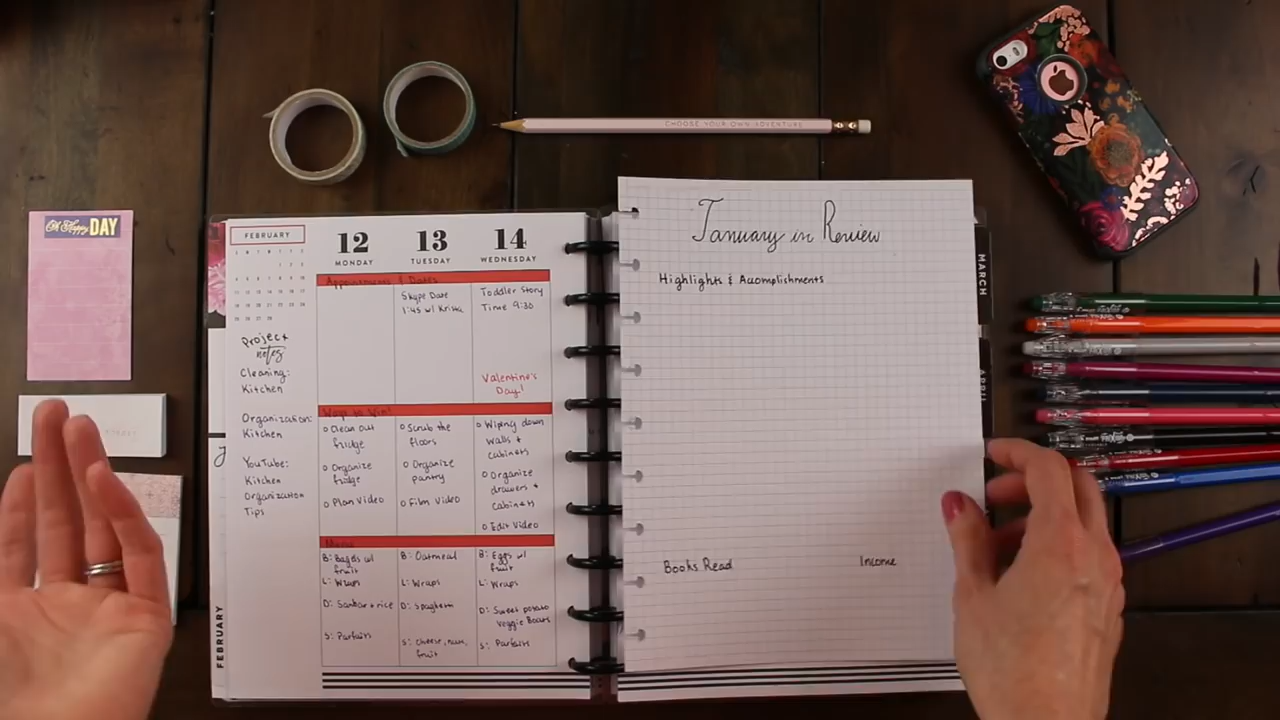 Oh Happy DAY
CHOOSE YOUR OWN ADVENTURE
FEBRUARY
12
MONDAY
13
TUESDAY
14
WEDNESDAY
Appointments & Dates
Skype Date
1:45 w/ Krista
Toddler Story
Time 9:30
Valentine's
Day!
Project
notes
Cleaning:
Kitchen
Organization:
Kitchen
YouTube:
Kitchen
Organization
Tips
Ways to Win!
o Clean out
fridge
o Organize
fridge
o Plan Video
o Scrub the
floors
o Organize
pantry
o Film Video
o Wiping down
walls +
cabinets
o Organize
drawers +
cabinets
o Edit Video
Menu
B: Bagels w/
fruit
L: Wraps
D: Sambar + rice
S: Parfaits
B: Oatmeal
L: Wraps
D: Spaghetti
S: Cheese, nuts,
fruit
B: Eggs w/
fruit
L: Wraps
D: Sweet potato
Veggie Bowls
S: Parfaits
FEBRUARY
January in Review
Highlights & Accomplishments
Books Read
Income
MARCH
APRIL